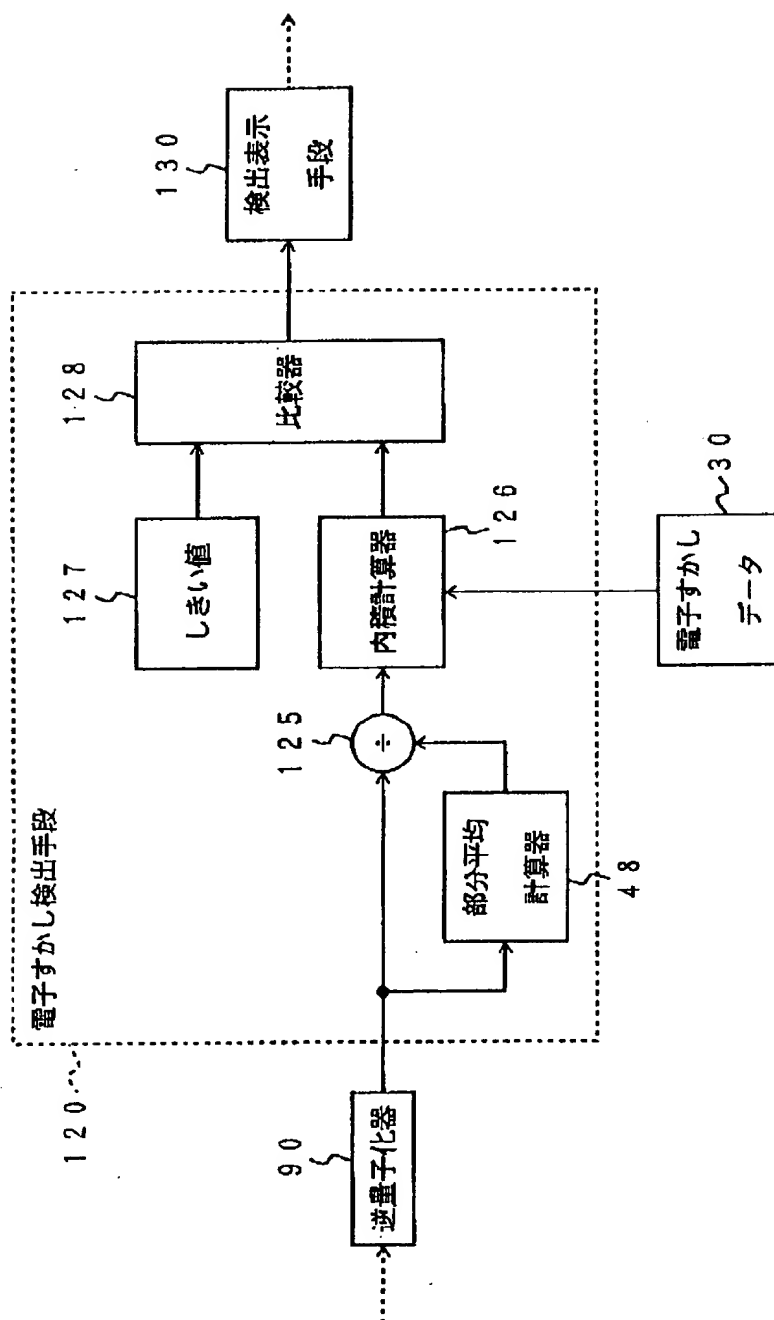 120
電子すかし検出手段
90
逆量子化器
部分平均
計算器
48
125
÷
127
しきい値
内積計算器
126
128
比較器
130
検出表示
手段
電子すかし
データ
30